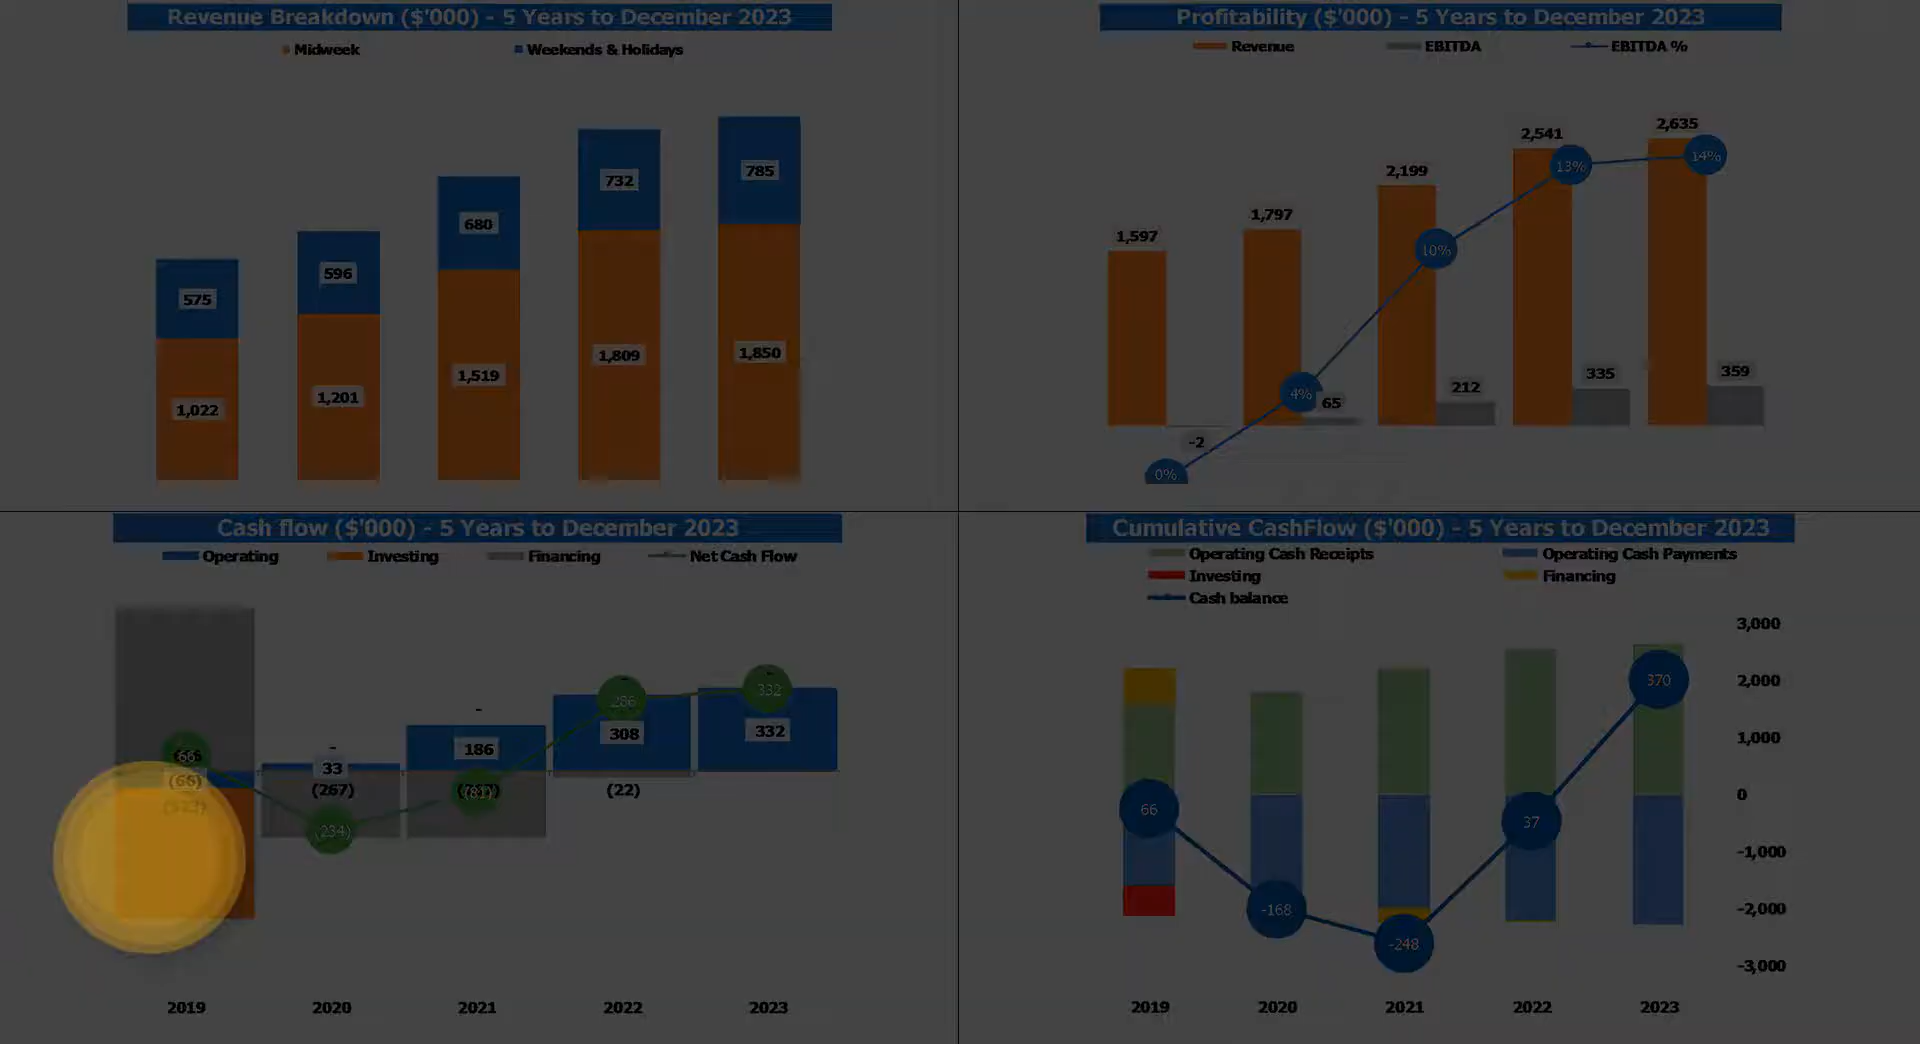 Revenue Breakdown ($'000) - 5 Years to December 2023
Midweek Weekends & Holidays
575 596 680 732 785
1,022 1,201 1,519 1,809 1,850
Profitability ($'000) - 5 Years to December 2023
Revenue EBITDA EBITDA %
1,597 1,797 2,199 2,541 2,635
0% 4% 10% 13% 14%
-2 65 212 335 359
Cash flow ($'000) - 5 Years to December 2023
Operating Investing Financing Net Cash Flow
-
-
66 286 332
(66) 33 186 308 332
(267) (22)
(234) (81)
2019 2020 2021 2022 2023
Cumulative CashFlow ($'000) - 5 Years to December 2023
Operating Cash Receipts Operating Cash Payments
Investing Financing
Cash balance
3,000
2,000
1,000
0
-1,000
-2,000
-3,000
66 -168 -248 37 370
2019 2020 2021 2022 2023